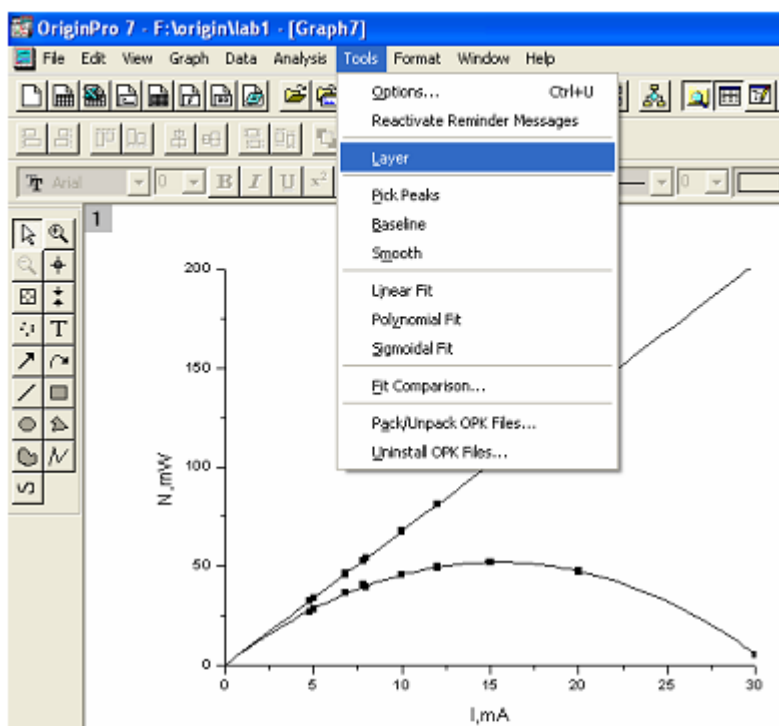 OriginPro 7 - F:\origin\lab1 - [Graph7]
File Edit View Graph Data Analysis Tools Format Window Help
Options... Ctrl+U
Reactivate Reminder Messages
Layer
Pick Peaks
Baseline
Smooth
Linear Fit
Polynomial Fit
Sigmoidal Fit
Fit Comparison...
Pack/Unpack OPK Files...
Uninstall OPK Files...
Arial 0 B I U x² 0
1
T
200
150
100
50
0
N,mW
0 5 10 15 20 25 30
I,mA